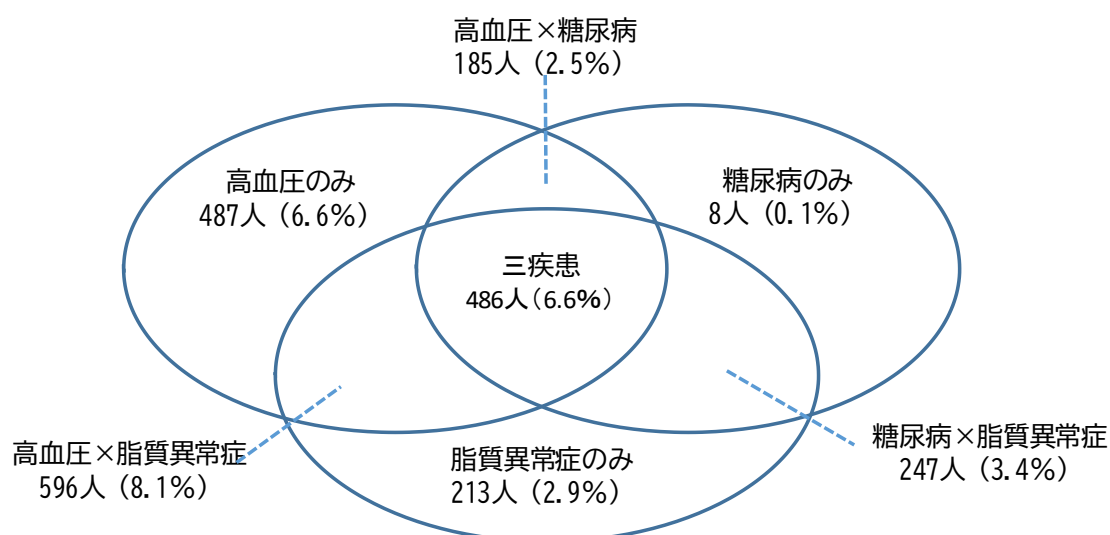 高血圧×糖尿病
185人（2.5%）
高血圧のみ
487人（6.6%）
糖尿病のみ
8人（0.1%）
三疾患
486人（6.6%）
高血圧×脂質異常症
596人（8.1%）
脂質異常症のみ
213人（2.9%）
糖尿病×脂質異常症
247人（3.4%）